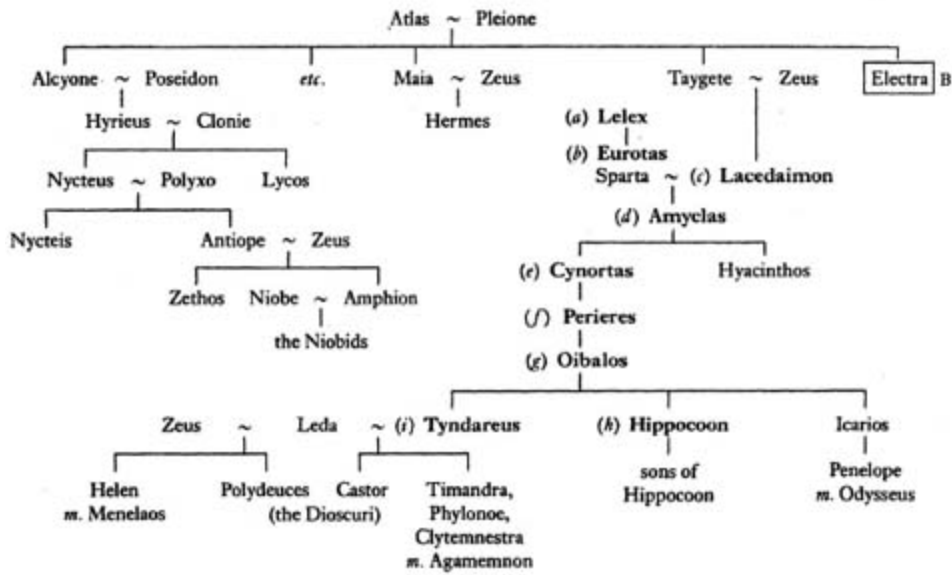 Atlas ~ Pleione
Alcyone ~ Poseidon etc. Maia ~ Zeus Taygete ~ Zeus Electra B
Hyrieus ~ Clonie Hermes (a) Lelex
(b) Eurotas
Nycteus ~ Polyxo Lycos Sparta ~ (c) Lacedaimon
(d) Amyclas
Nycteis Antiope ~ Zeus
(e) Cynortas Hyacinthos
Zethos Niobe ~ Amphion
(f) Perieres
the Niobids
(g) Oibalos
Zeus ~ Leda ~ (i) Tyndareus (h) Hippocoon Icarios
Helen Polydeuces Castor Timandra, sons of Penelope
m. Menelaos (the Dioscuri) Phylonoe, Hippocoon m. Odysseus
Clytemnestra
m. Agamemnon